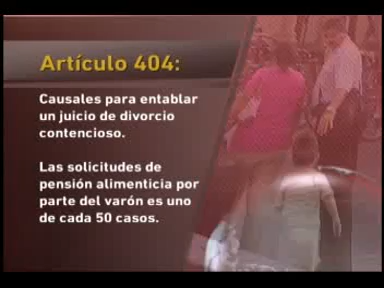 Artículo 404:
Causales para entablar
un juicio de divorcio
contencioso.
Las solicitudes de
pensión alimenticia por
parte del varón es uno
de cada 50 casos.